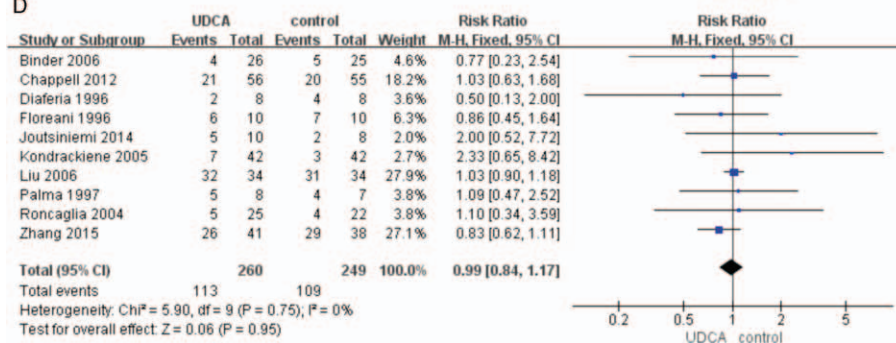 D
UDCA control Risk Ratio Risk Ratio
Study or Subgroup Events Total Events Total Weight M-H, Fixed, 95% CI M-H, Fixed, 95% CI
Binder 2006 4 26 5 25 4.6% 0.77 [0.23, 2.54]
Chappell 2012 21 56 20 55 18.2% 1.03 [0.63, 1.68]
Diaferia 1996 2 8 4 8 3.6% 0.50 [0.13, 2.00]
Floreani 1996 6 10 7 10 6.3% 0.86 [0.45, 1.64]
Joutsiniemi 2014 5 10 2 8 2.0% 2.00 [0.52, 7.72]
Kondrackiene 2005 7 42 3 42 2.7% 2.33 [0.65, 8.42]
Liu 2006 32 34 31 34 27.9% 1.03 [0.90, 1.18]
Palma 1997 5 8 4 7 3.8% 1.09 [0.47, 2.52]
Roncaglia 2004 5 25 4 22 3.8% 1.10 [0.34, 3.59]
Zhang 2015 26 41 29 38 27.1% 0.83 [0.62, 1.11]
Total (95% CI) 260 249 100.0% 0.99 [0.84, 1.17]
Total events 113 109
Heterogeneity: Chi² = 5.90, df = 9 (P = 0.75); I² = 0%
Test for overall effect: Z = 0.06 (P = 0.95)
0.2 0.5 1 2 5
UDCA control